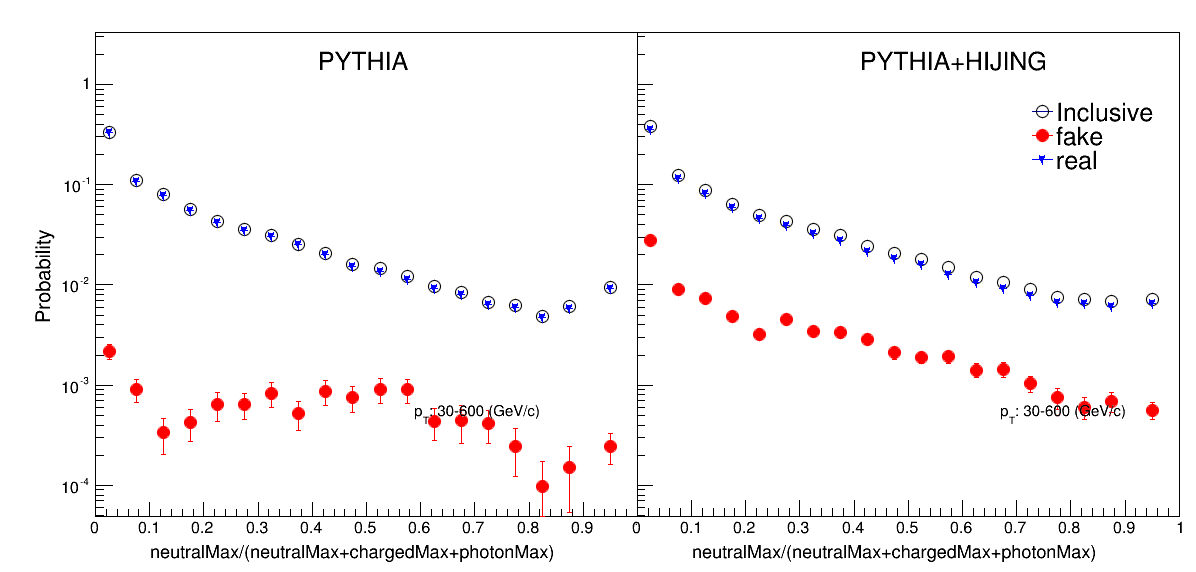 PYTHIA
PYTHIA+HIJING
Inclusive
fake
real
Probability
1
10⁻¹
10⁻²
10⁻³
10⁻⁴
p_T: 30-600 (GeV/c)
p_T: 30-600 (GeV/c)
0 0.1 0.2 0.3 0.4 0.5 0.6 0.7 0.8 0.9
0 0.1 0.2 0.3 0.4 0.5 0.6 0.7 0.8 0.9 1
neutralMax/(neutralMax+chargedMax+photonMax)
neutralMax/(neutralMax+chargedMax+photonMax)